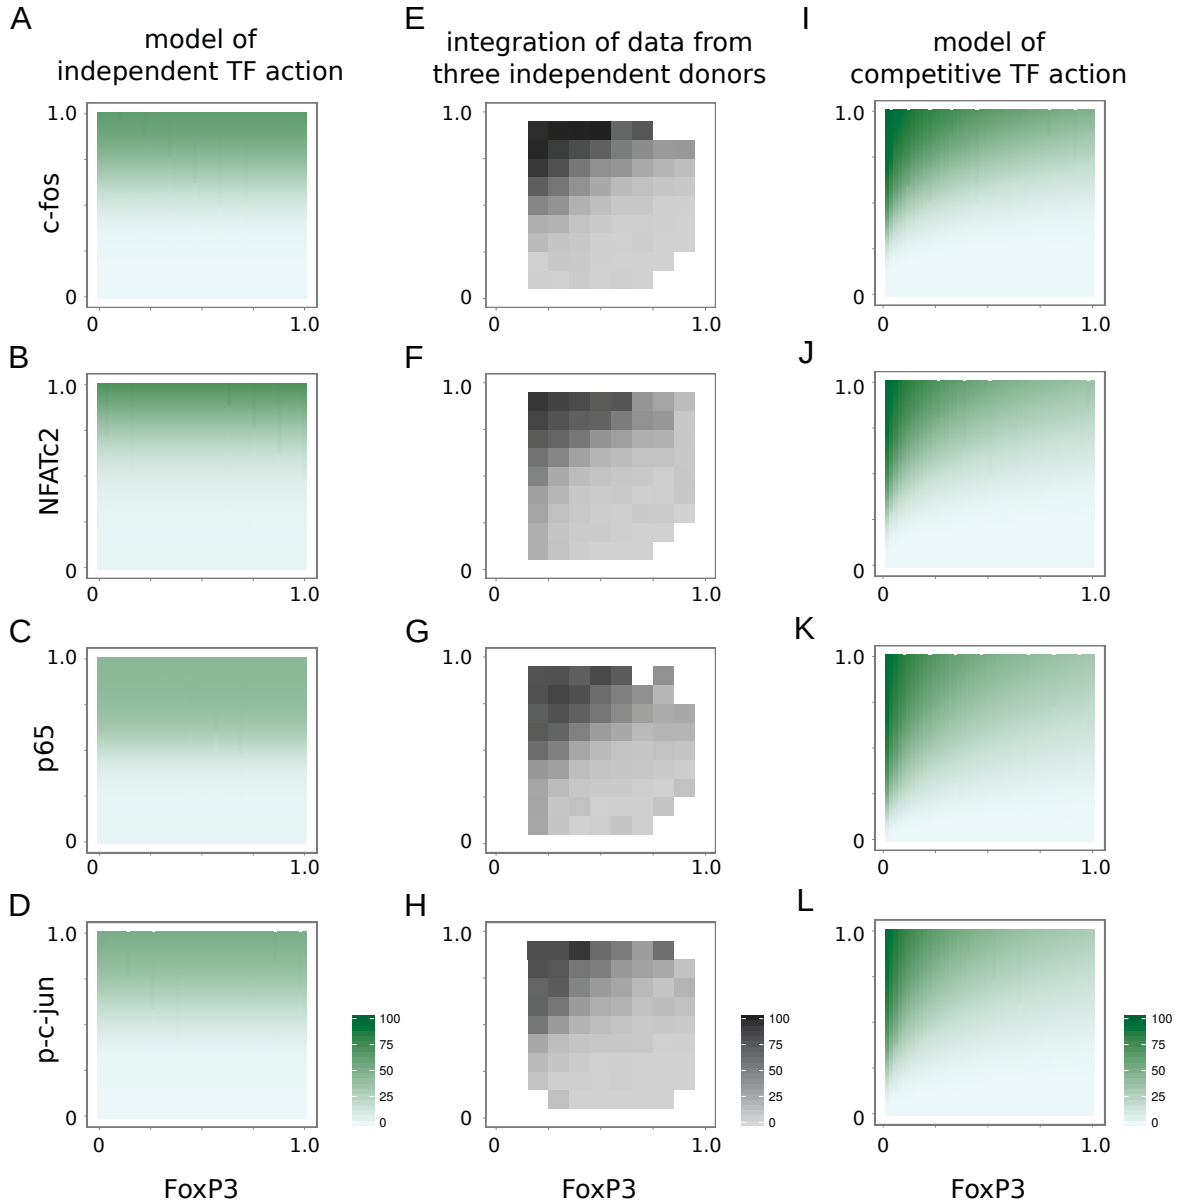 A
model of
independent TF action
E
integration of data from
three independent donors
I
model of
competitive TF action
c-fos
1.0
0
0
1.0
1.0
0
0
1.0
1.0
0
0
1.0
B
F
J
NFATc2
1.0
0
0
1.0
1.0
0
0
1.0
1.0
0
0
1.0
C
G
K
p65
1.0
0
0
1.0
1.0
0
0
1.0
1.0
0
0
1.0
D
H
L
p-c-jun
1.0
0
0
1.0
100
75
50
25
0
1.0
0
0
1.0
100
75
50
25
0
1.0
0
0
1.0
100
75
50
25
0
FoxP3
FoxP3
FoxP3